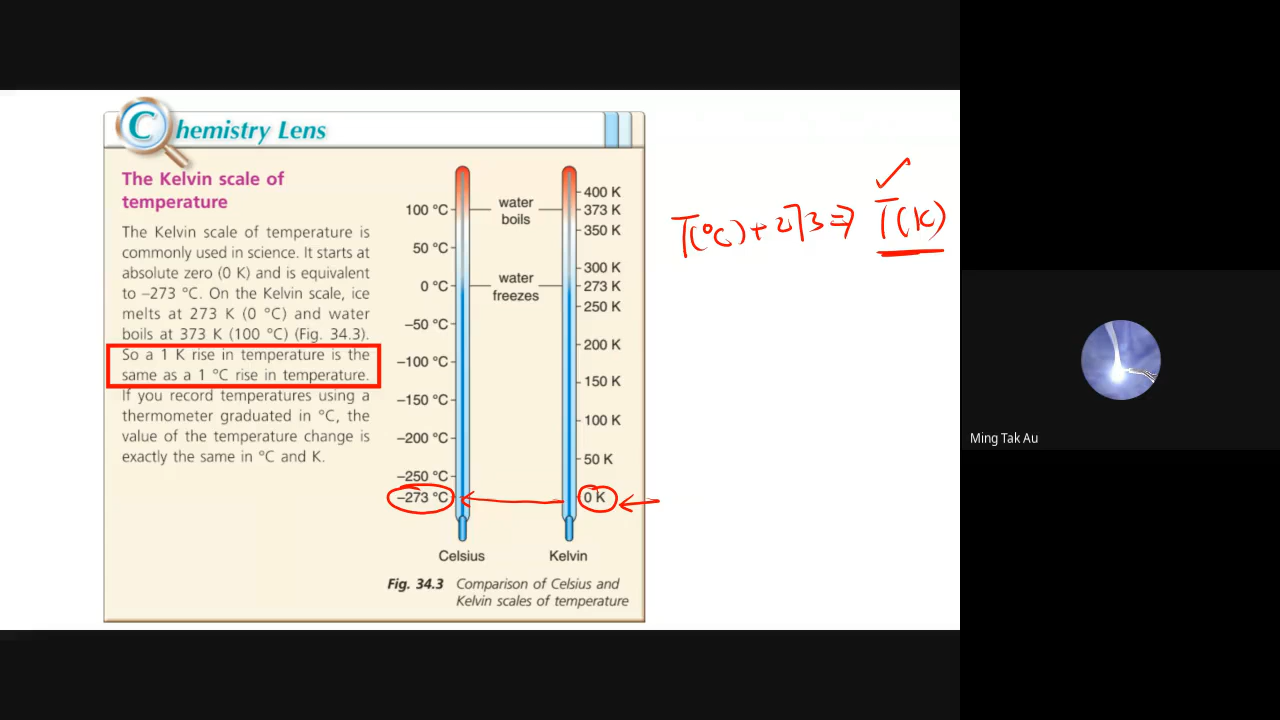 Chemistry Lens
The Kelvin scale of
temperature
The Kelvin scale of temperature is
commonly used in science. It starts at
absolute zero (0 K) and is equivalent
to –273 °C. On the Kelvin scale, ice
melts at 273 K (0 °C) and water
boils at 373 K (100 °C) (Fig. 34.3).
So a 1 K rise in temperature is the
same as a 1 °C rise in temperature.
If you record temperatures using a
thermometer graduated in °C, the
value of the temperature change is
exactly the same in °C and K.
100 °C
50 °C
0 °C
–50 °C
–100 °C
–150 °C
–200 °C
–250 °C
–273 °C
Celsius
water
boils
water
freezes
400 K
373 K
350 K
300 K
273 K
250 K
200 K
150 K
100 K
50 K
0 K
Kelvin
Fig. 34.3 Comparison of Celsius and
Kelvin scales of temperature
T(°C) + 273 ⇒ T(K)
Ming Tak Au